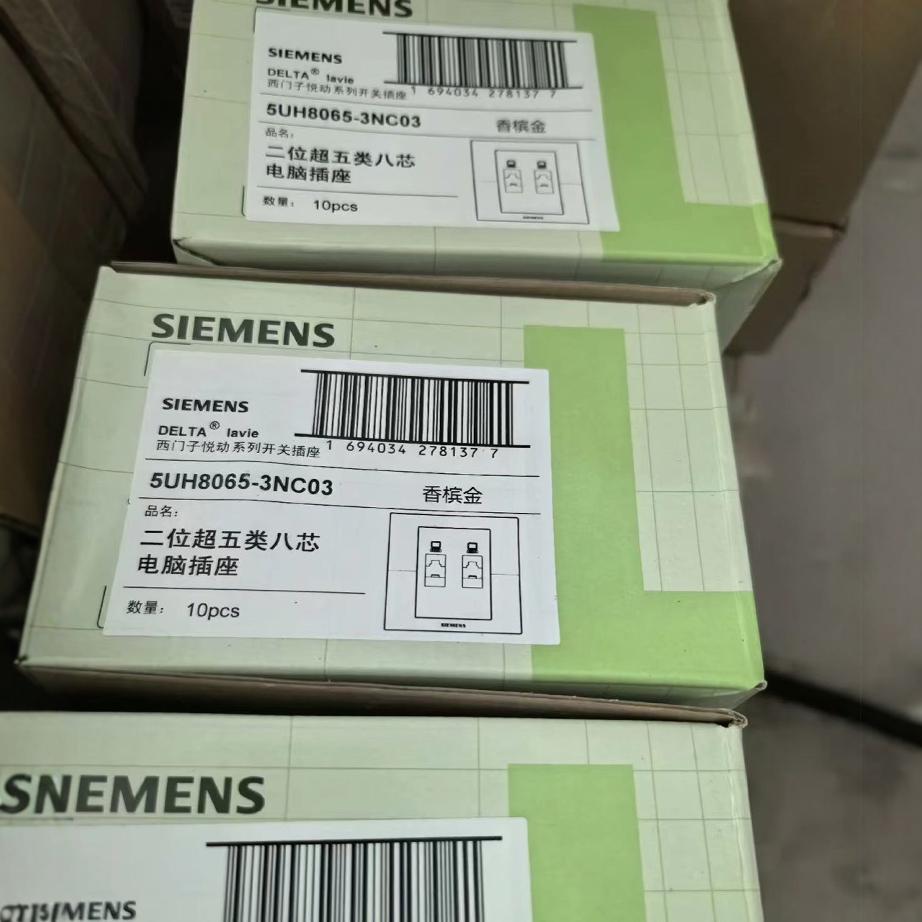 SIEMENS
SIEMENS
DELTA® lavie
西门子悦动系列开关插座
1 694034 278137 7
5UH8065-3NC03
香槟金
品名:
二位超五类八芯
电脑插座
数量: 10pcs
SIEMENS
SIEMENS
SIEMENS
DELTA® lavie
西门子悦动系列开关插座
1 694034 278137 7
5UH8065-3NC03
香槟金
品名:
二位超五类八芯
电脑插座
数量: 10pcs
SIEMENS
SNEMENS